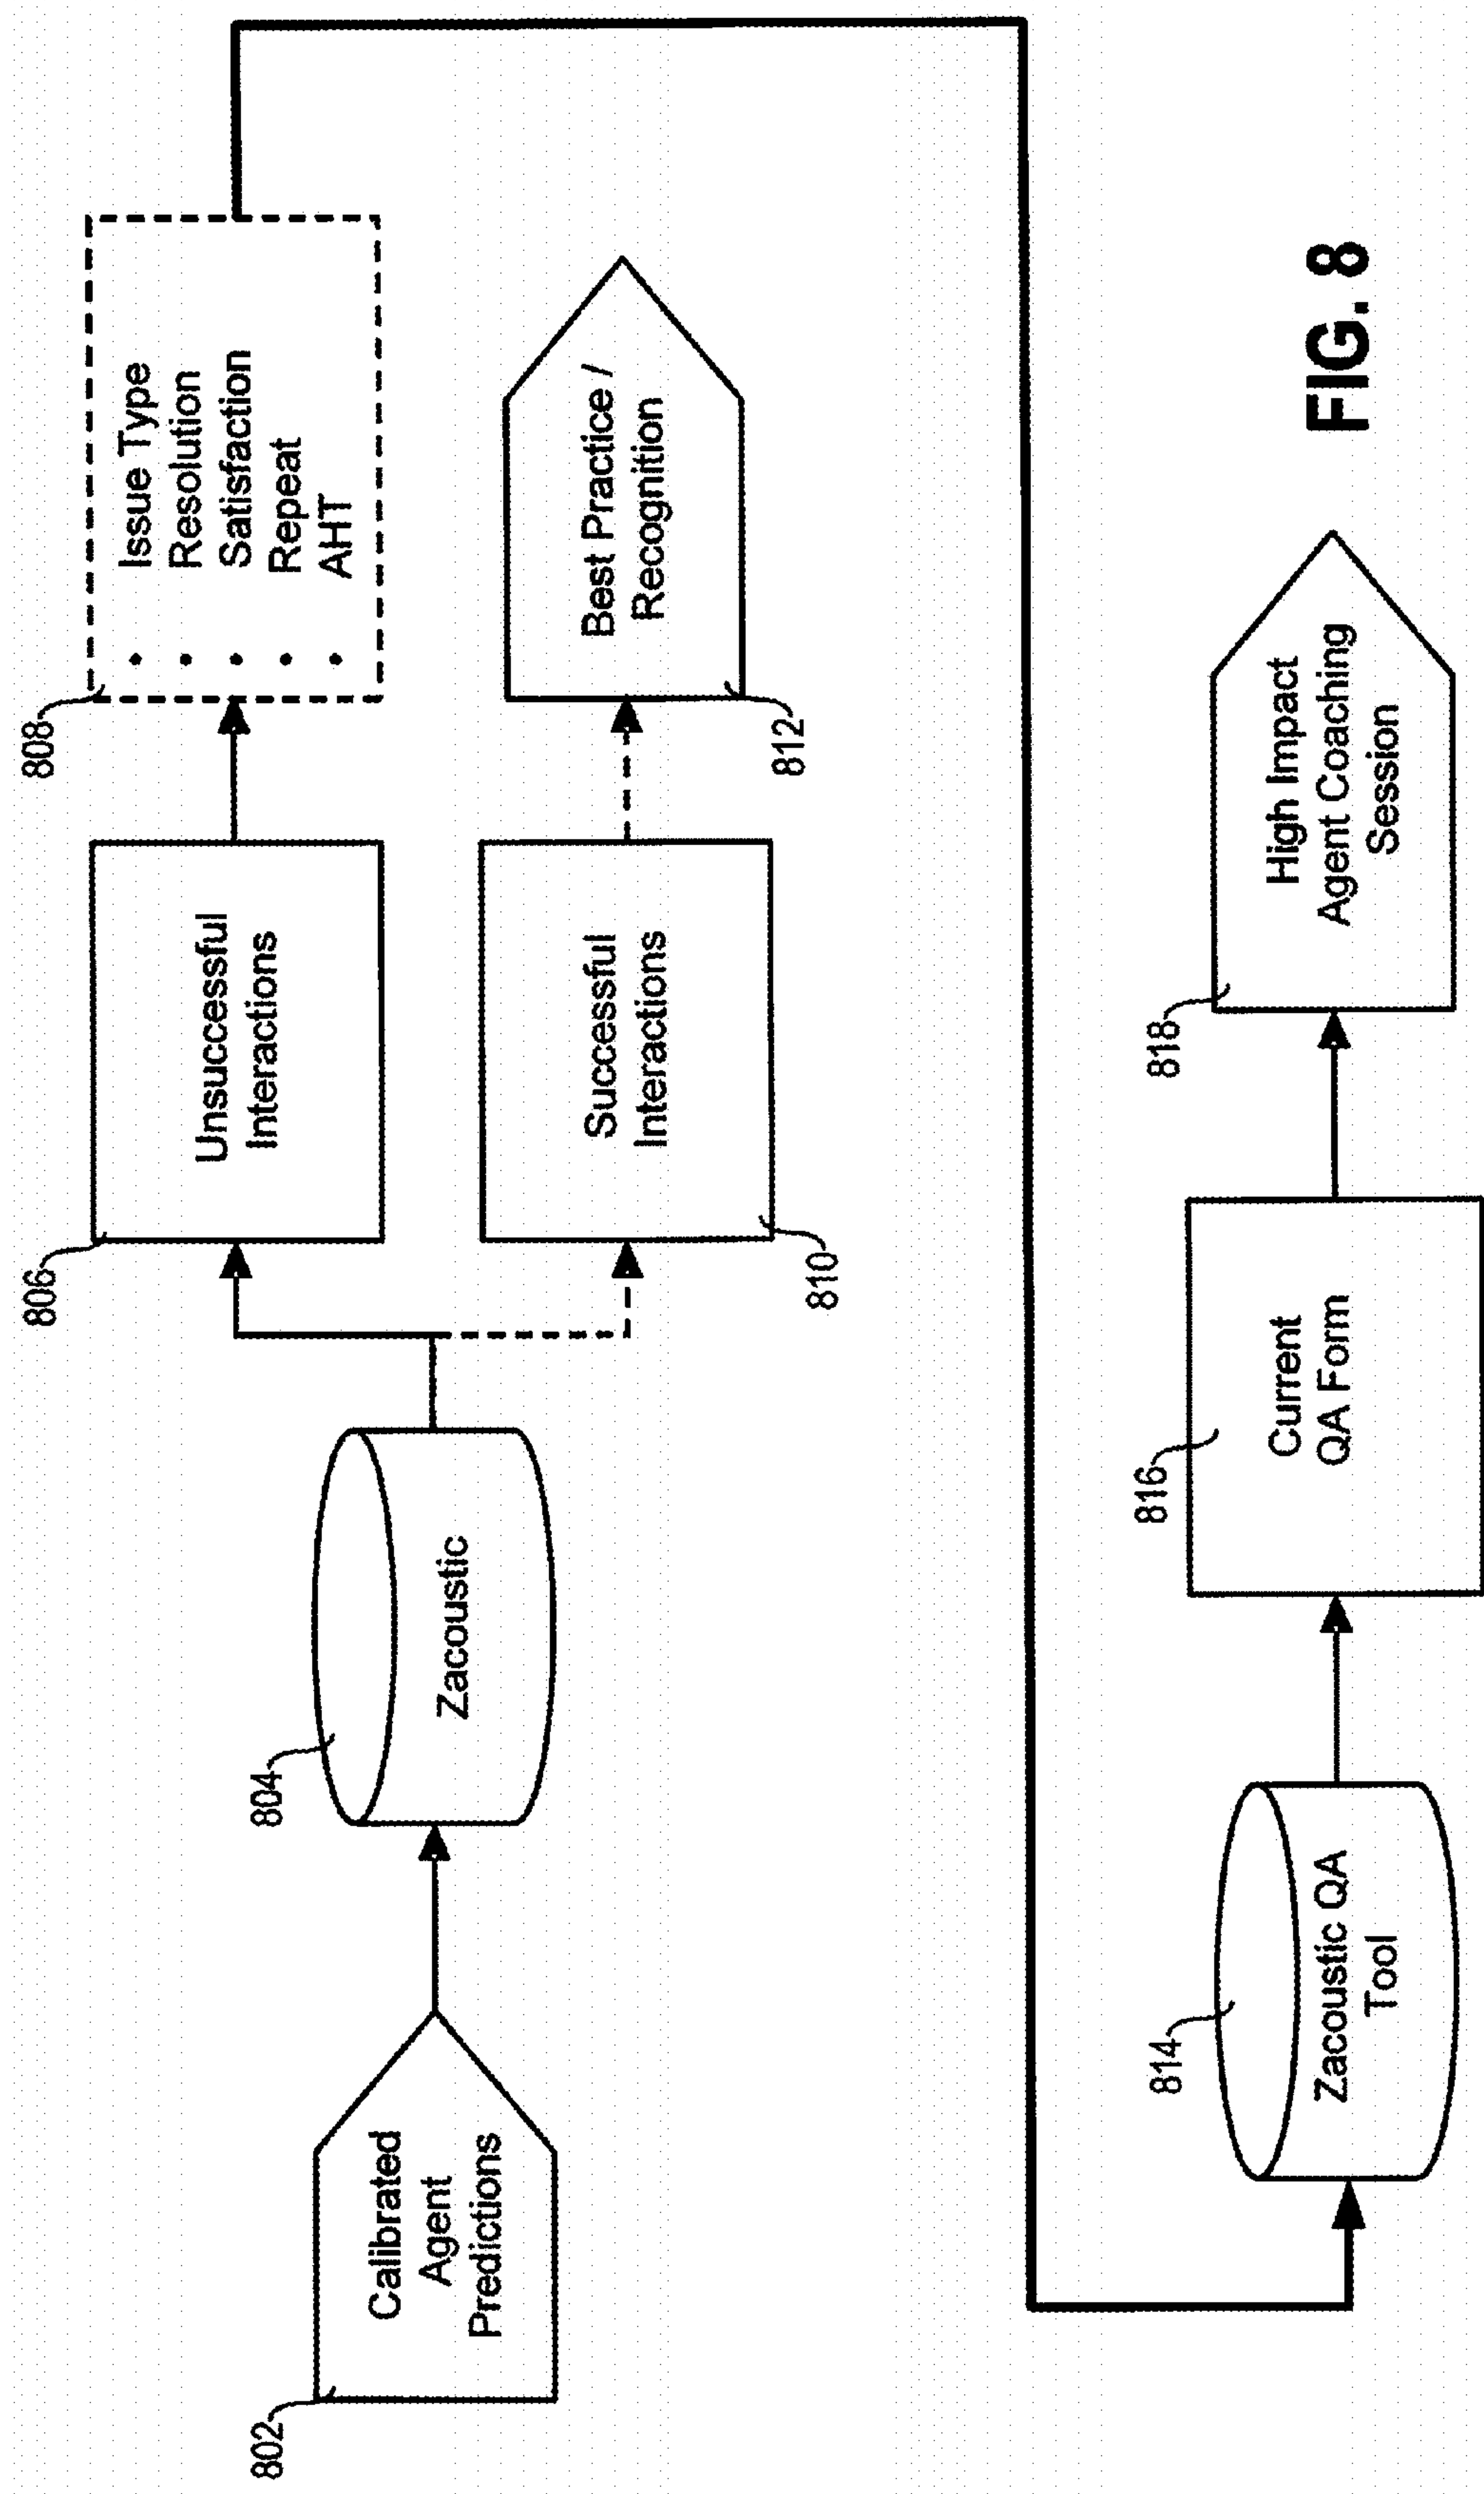 802
Calibrated
Agent
Predictions
804
Zacoustic
806
Unsuccessful
Interactions
808
• Issue Type
• Resolution
• Satisfaction
• Repeat
• AHT
810
Successful
Interactions
812
Best Practice /
Recognition
814
Zacoustic QA
Tool
816
Current
QA Form
818
High Impact
Agent Coaching
Session
FIG. 8